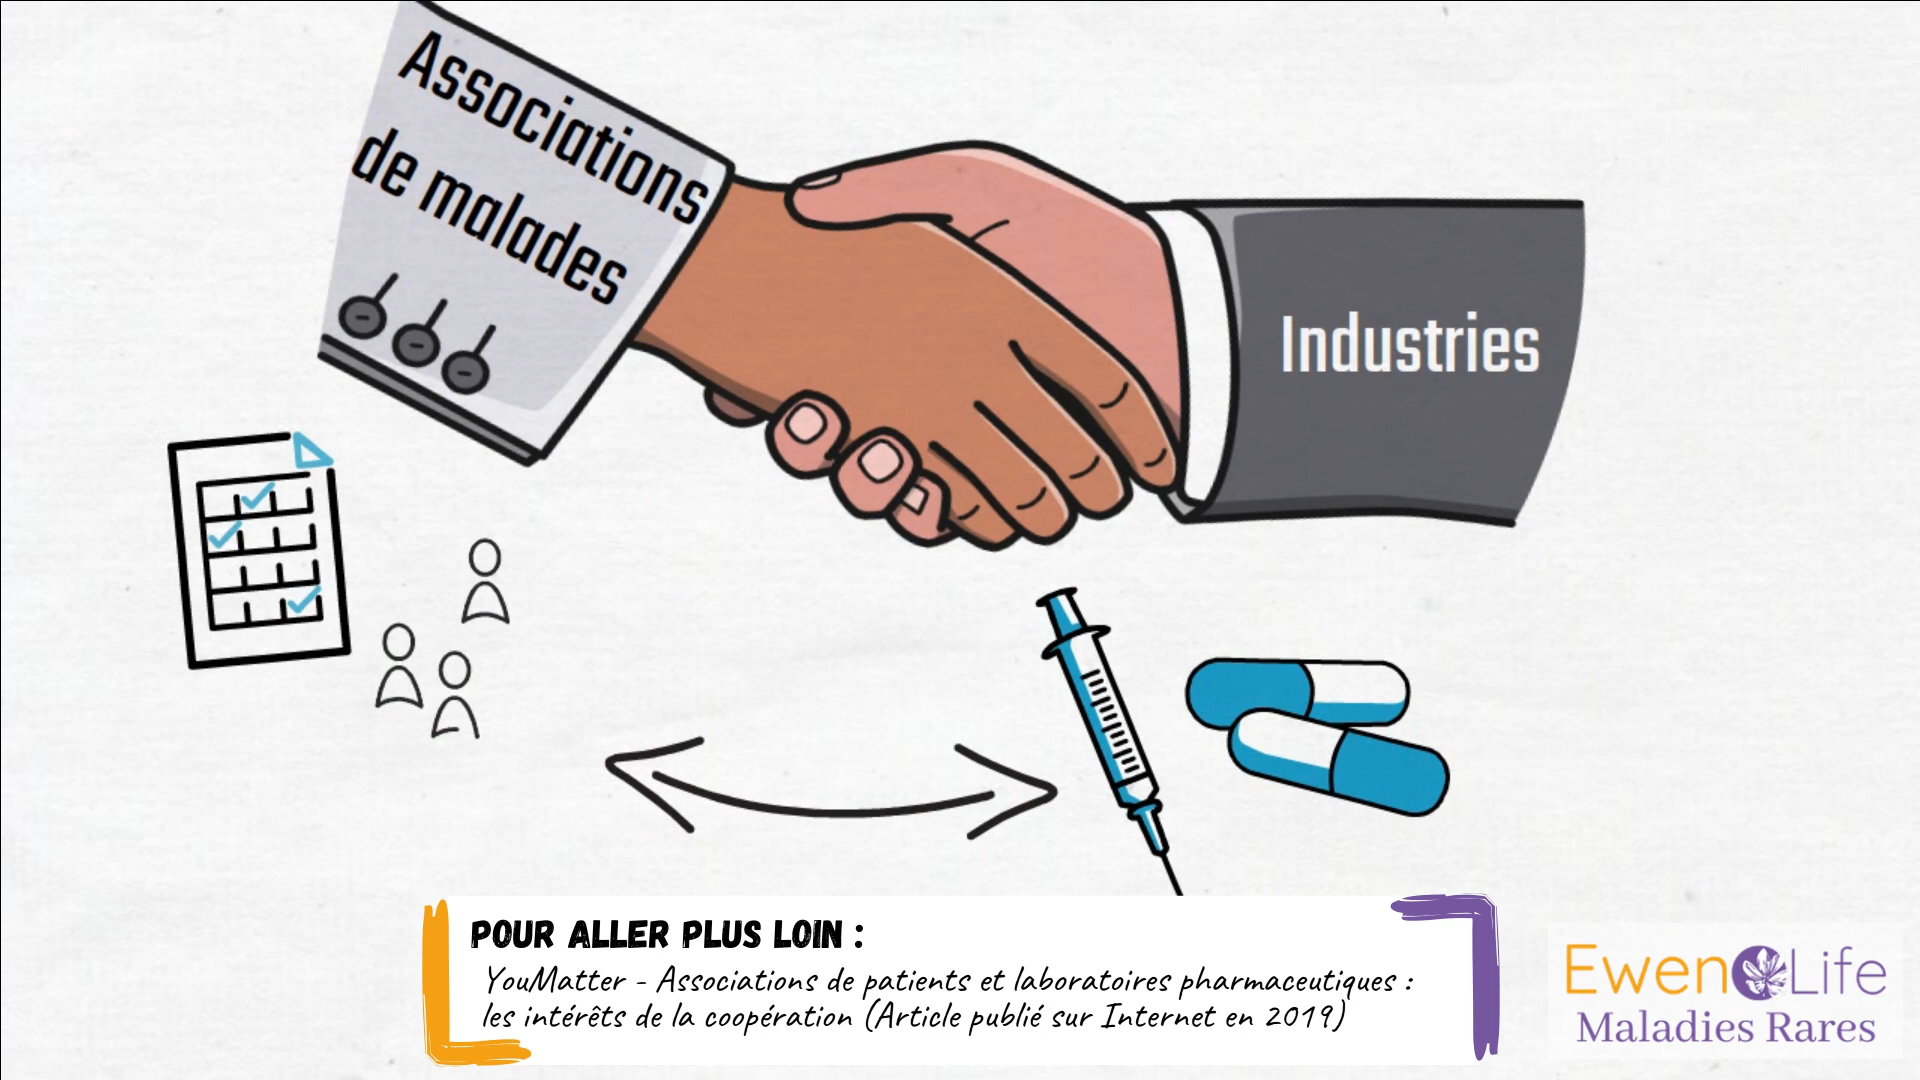 Associations
de malades
Industries
POUR ALLER PLUS LOIN :
YouMatter - Associations de patients et laboratoires pharmaceutiques :
les intérêts de la coopération (Article publié sur Internet en 2019)
Ewen Life
Maladies Rares